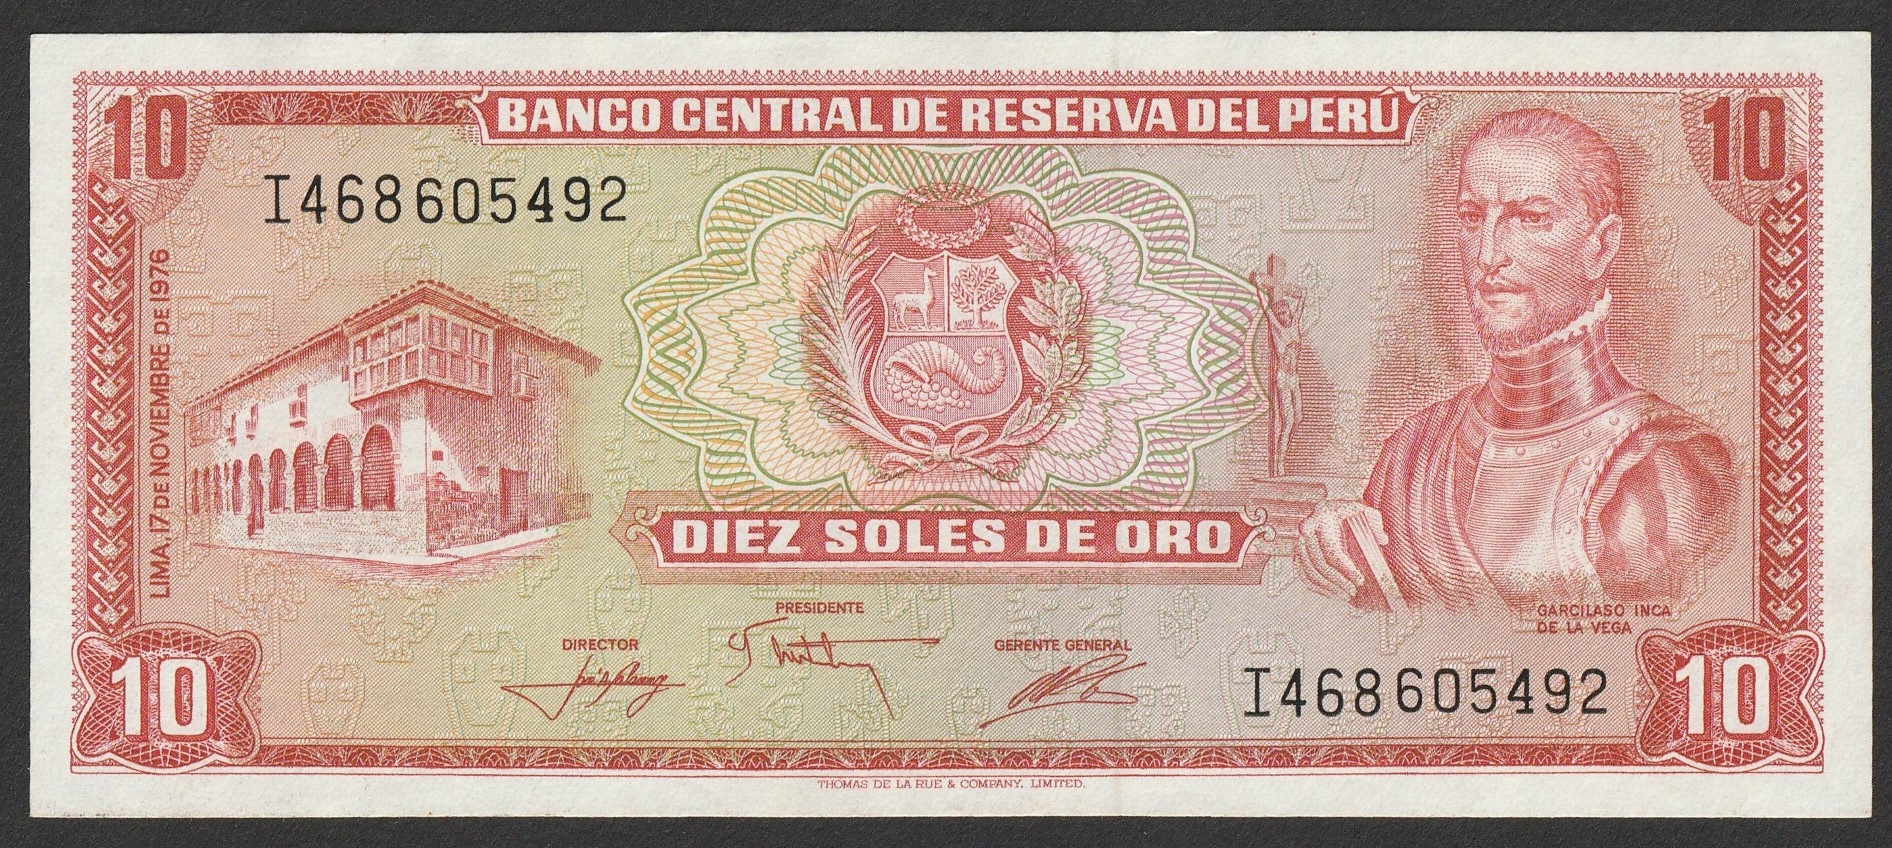 10
BANCO CENTRAL DE RESERVA DEL PERÚ
10
I468605492
LIMA, 17 DE NOVIEMBRE DE 1976
DIEZ SOLES DE ORO
GARCILASO INCA
DE LA VEGA
PRESIDENTE
DIRECTOR
GERENTE GENERAL
I468605492
10
10
THOMAS DE LA RUE & COMPANY, LIMITED.